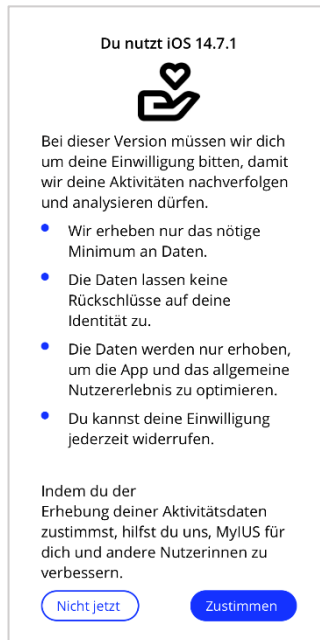 Du nutzt iOS 14.7.1
Bei dieser Version müssen wir dich
um deine Einwilligung bitten, damit
wir deine Aktivitäten nachverfolgen
und analysieren dürfen.
Wir erheben nur das nötige
Minimum an Daten.
Die Daten lassen keine
Rückschlüsse auf deine
Identität zu.
Die Daten werden nur erhoben,
um die App und das allgemeine
Nutzererlebnis zu optimieren.
Du kannst deine Einwilligung
jederzeit widerrufen.
Indem du der
Erhebung deiner Aktivitätsdaten
zustimmst, hilfst du uns, MyIUS für
dich und andere Nutzerinnen zu
verbessern.
Nicht jetzt
Zustimmen